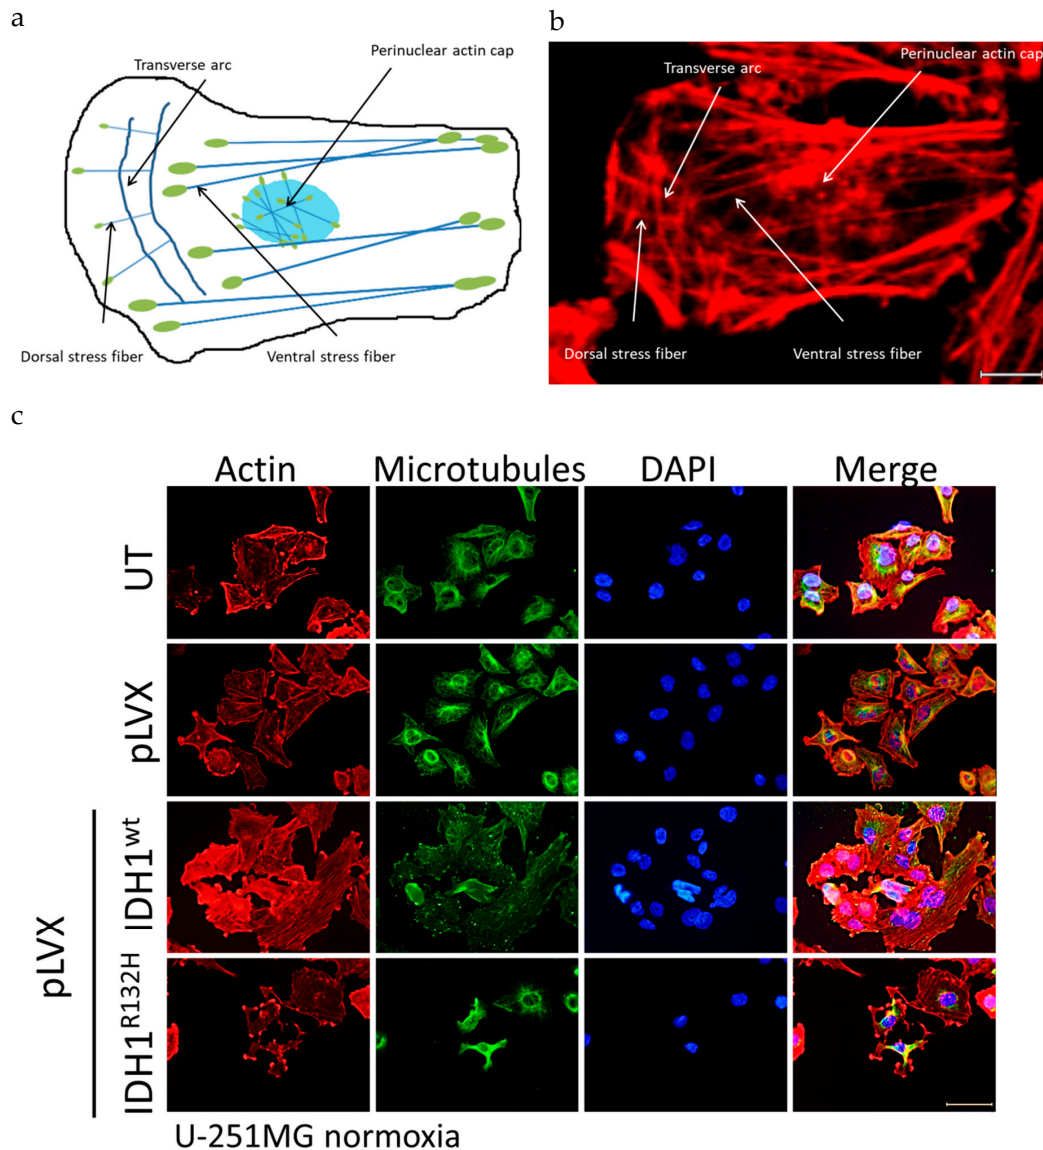 a
Perinuclear actin cap
Transverse arc
Dorsal stress fiber
Ventral stress fiber
b
Perinuclear actin cap
Transverse arc
Dorsal stress fiber
Ventral stress fiber
c
Actin Microtubules DAPI Merge
UT
pLVX
pLVX
IDH1wt
IDH1R132H
U-251MG normoxia